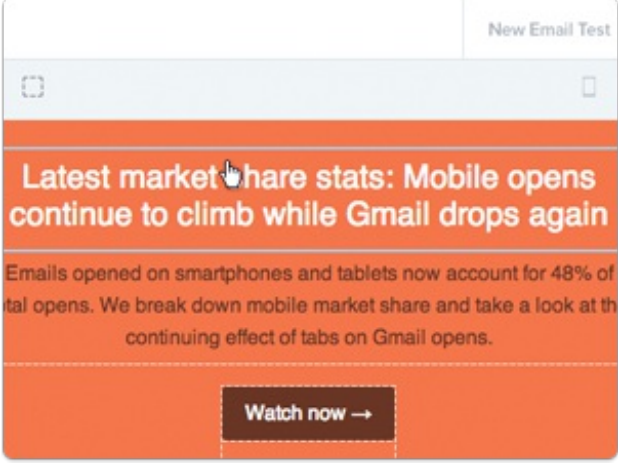 New Email Test
Latest market share stats: Mobile opens
continue to climb while Gmail drops again
Emails opened on smartphones and tablets now account for 48% of
tal opens. We break down mobile market share and take a look at th
continuing effect of tabs on Gmail opens.
Watch now →